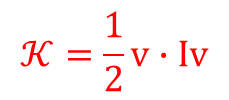 𝒦 = 1/2 v · Iv